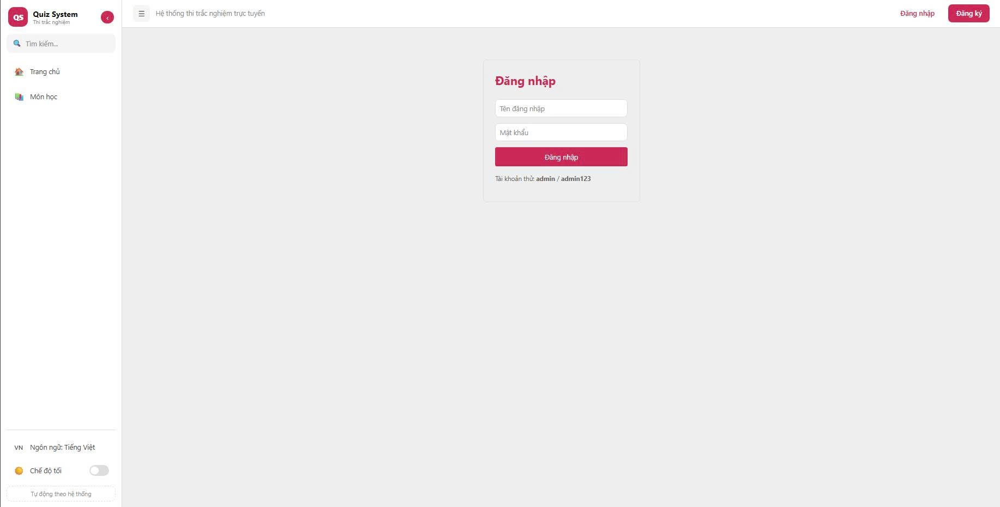 QS
Quiz System
Thi trắc nghiệm
‹
Tìm kiếm...
Trang chủ
Môn học
VN Ngôn ngữ: Tiếng Việt
Chế độ tối
Tự động theo hệ thống
☰ Hệ thống thi trắc nghiệm trực tuyến
Đăng nhập
Đăng ký
Đăng nhập
Tên đăng nhập
Mật khẩu
Đăng nhập
Tài khoản thử: admin / admin123